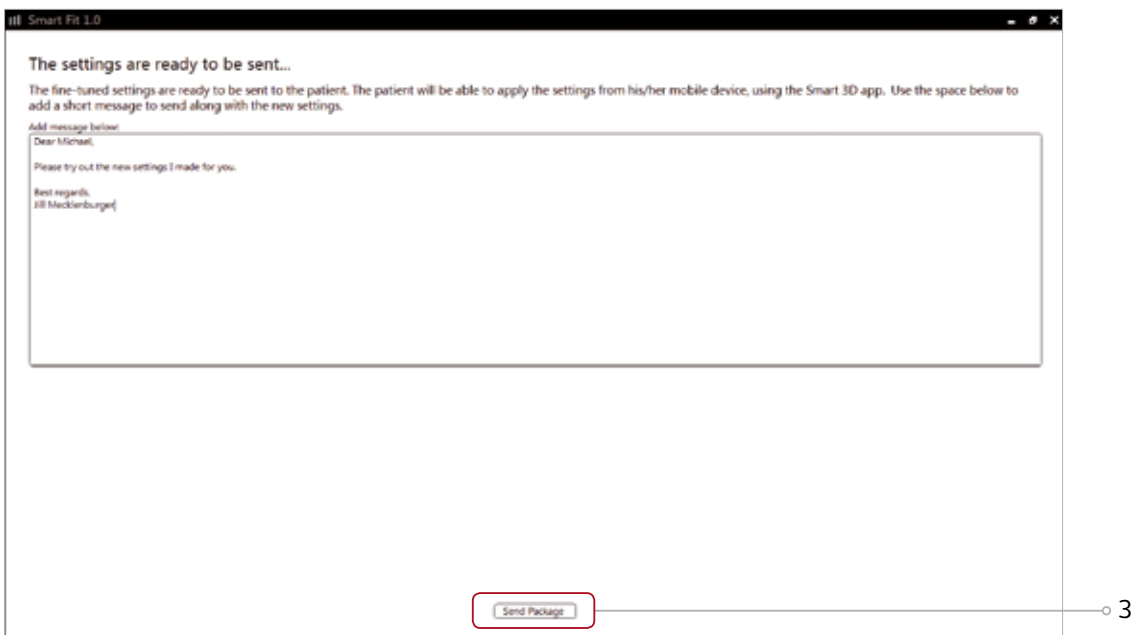 Smart Fit 1.0
The settings are ready to be sent...
The fine-tuned settings are ready to be sent to the patient. The patient will be able to apply the settings from his/her mobile device, using the Smart 3D app. Use the space below to
add a short message to send along with the new settings.
Add message below:
Dear Michael,
Please try out the new settings I made for you.
Best regards,
Jill Mecklenburger
Send Package
3